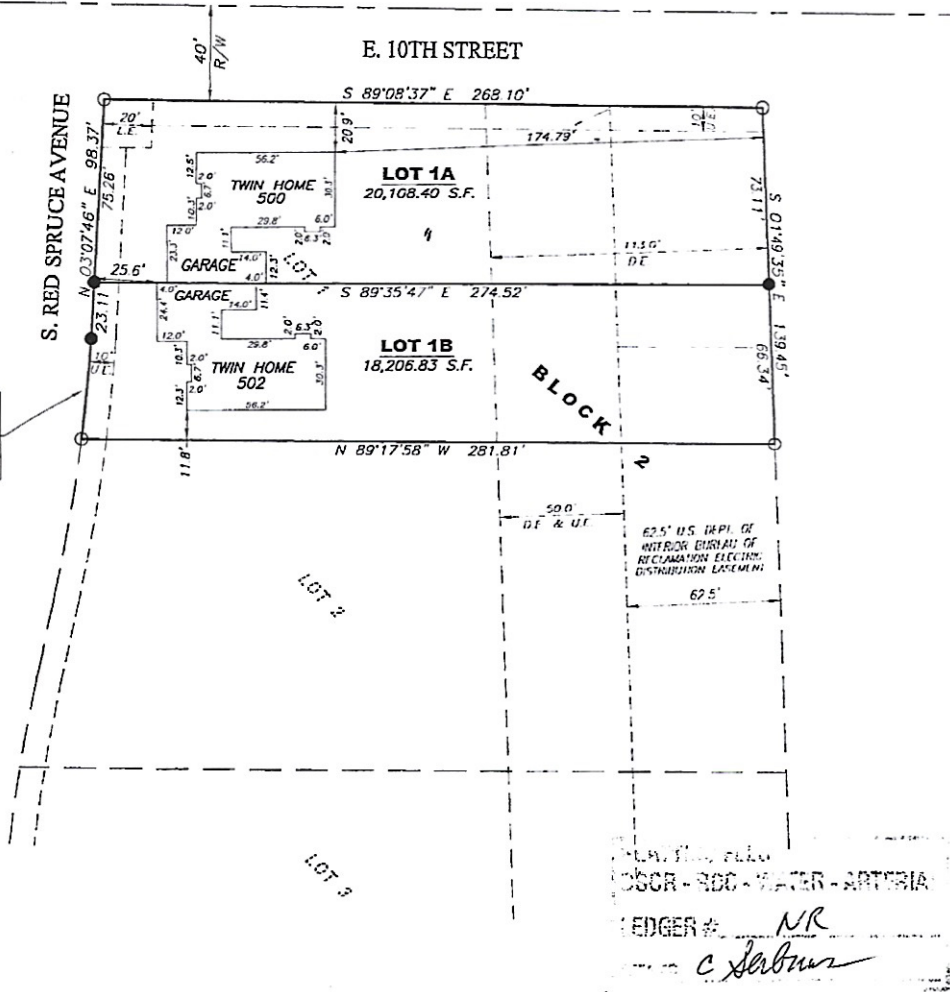 40'
R/W
E. 10TH STREET
S 89°08'37" E 268.10'
S. RED SPRUCE AVENUE
N 03°07'46" E 98.37'
75.26'
20'
L.E.
20.9'
174.79'
10'
U.E.
12.5'
56.2'
2.0'
6.7'
2.0'
10.3'
TWIN HOME
500
30.3'
LOT 1A
20,108.40 S.F.
73.11'
S 01°49'35" E 139.45'
12.0'
29.8'
6.0'
2.0'
6.3'
2.0'
11.1'
23.3'
GARAGE
14.0'
12.3'
4.0'
LOT 1
113.0'
D.E.
25.6'
S 89°35'47" E 274.52'
23.11
4.0'
GARAGE
14.0'
11.4'
24.4'
11.1'
29.8'
2.0'
6.3'
2.0'
6.0'
12.0'
10.3'
2.0'
6.7'
2.0'
12.3'
TWIN HOME
502
30.3'
56.2'
LOT 1B
18,206.83 S.F.
66.34'
10'
U.E.
BLOCK 2
11.8'
N 89°17'58" W 281.81'
50.0'
D.E. & U.E.
62.5' U.S. DEPT. OF
INTERIOR BUREAU OF
RECLAMATION ELECTRIC
DISTRIBUTION EASEMENT
62.5'
LOT 2
LOT 3
WATER - ARTERIA
LEDGER #
NR